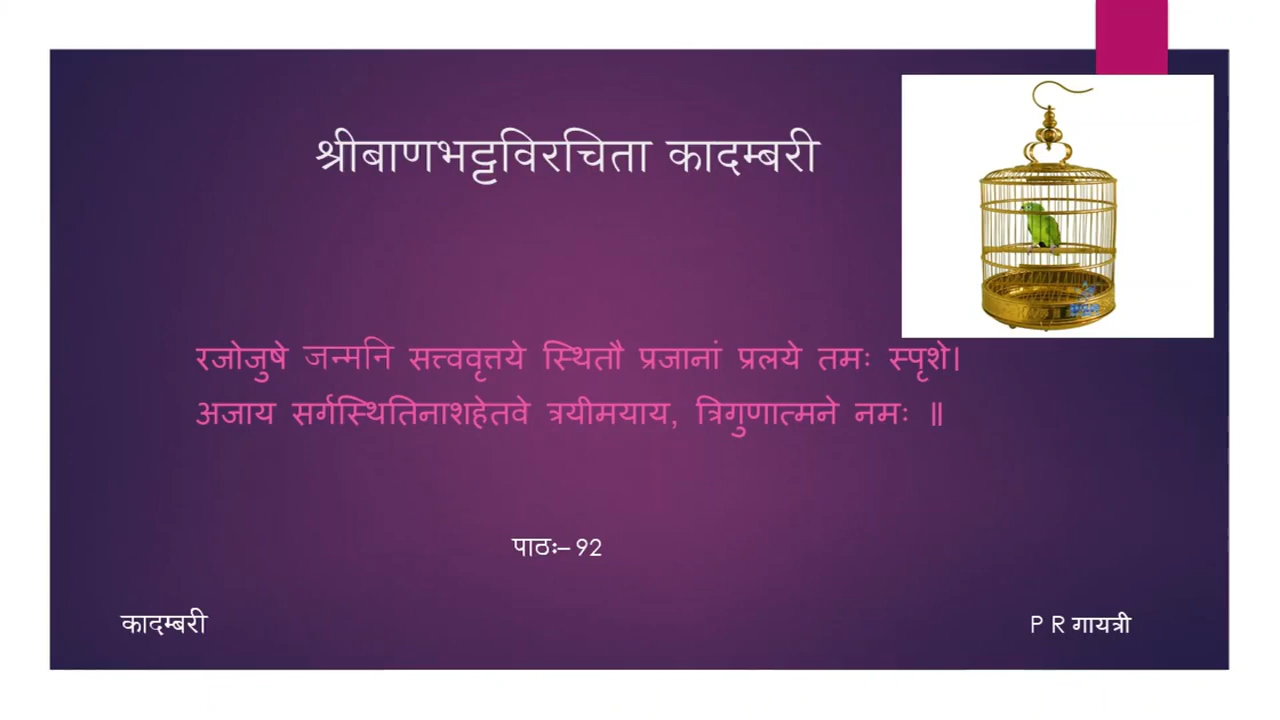 श्रीबाणभट्टविरचिता कादम्बरी
रजोजुषे जन्मनि सत्त्ववृत्तये स्थितौ प्रजानां प्रलये तमः स्पृशे।
अजाय सर्गस्थितिनाशहेतवे त्रयीमयाय, त्रिगुणात्मने नमः ॥
पाठः– 92
कादम्बरी
P R गायत्री